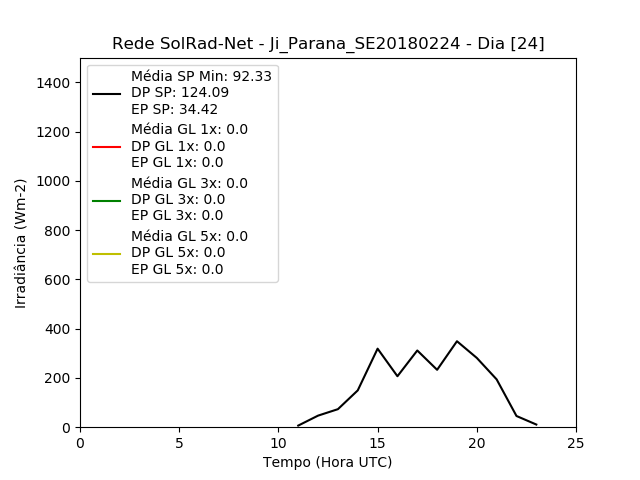 Rede SolRad-Net - Ji_Parana_SE20180224 - Dia [24]
Média SP Min: 92.33
DP SP: 124.09
EP SP: 34.42
Média GL 1x: 0.0
DP GL 1x: 0.0
EP GL 1x: 0.0
Média GL 3x: 0.0
DP GL 3x: 0.0
EP GL 3x: 0.0
Média GL 5x: 0.0
DP GL 5x: 0.0
EP GL 5x: 0.0
Irradiância (Wm-2)
1400
1200
1000
800
600
400
200
0
0 5 10 15 20 25
Tempo (Hora UTC)